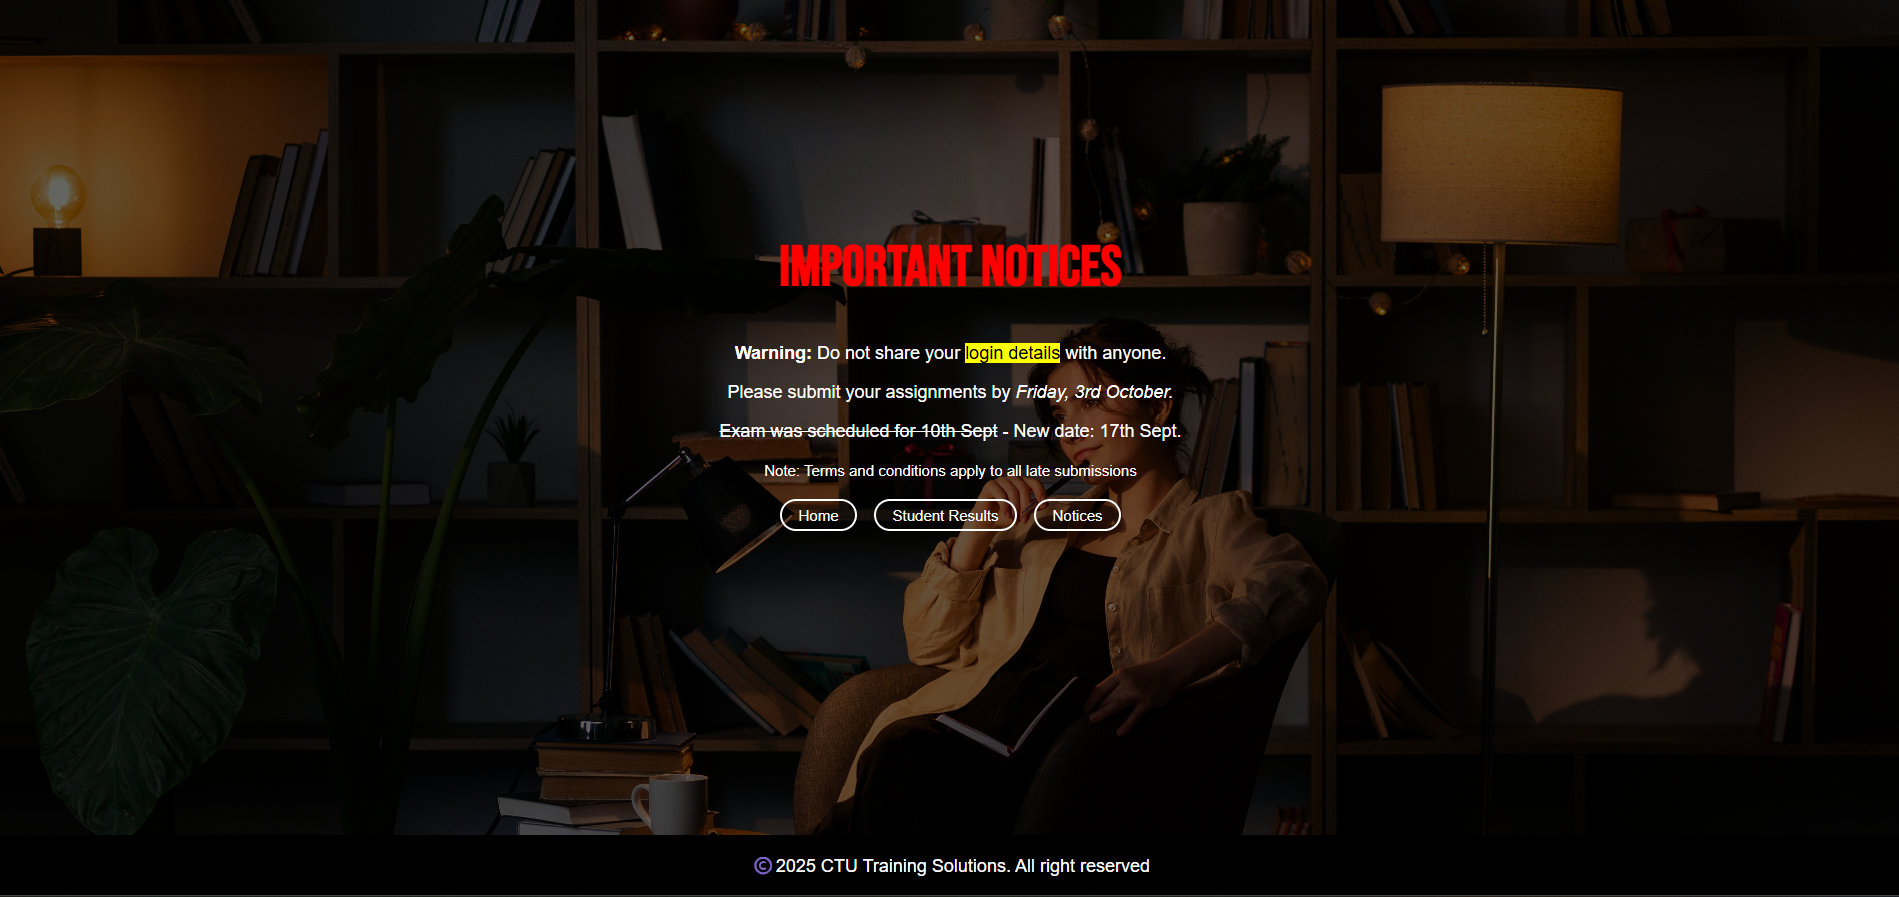 IMPORTANT NOTICES
Warning: Do not share your login details with anyone.
Please submit your assignments by Friday, 3rd October.
Exam was scheduled for 10th Sept - New date: 17th Sept.
Note: Terms and conditions apply to all late submissions
Home Student Results Notices
© 2025 CTU Training Solutions. All right reserved